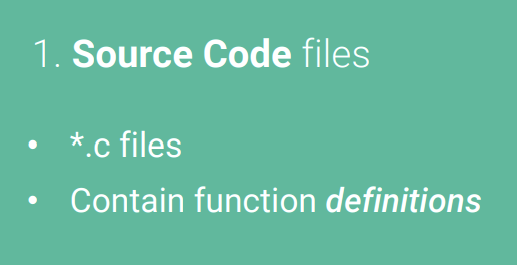 1. Source Code files
• *.c files
• Contain function definitions